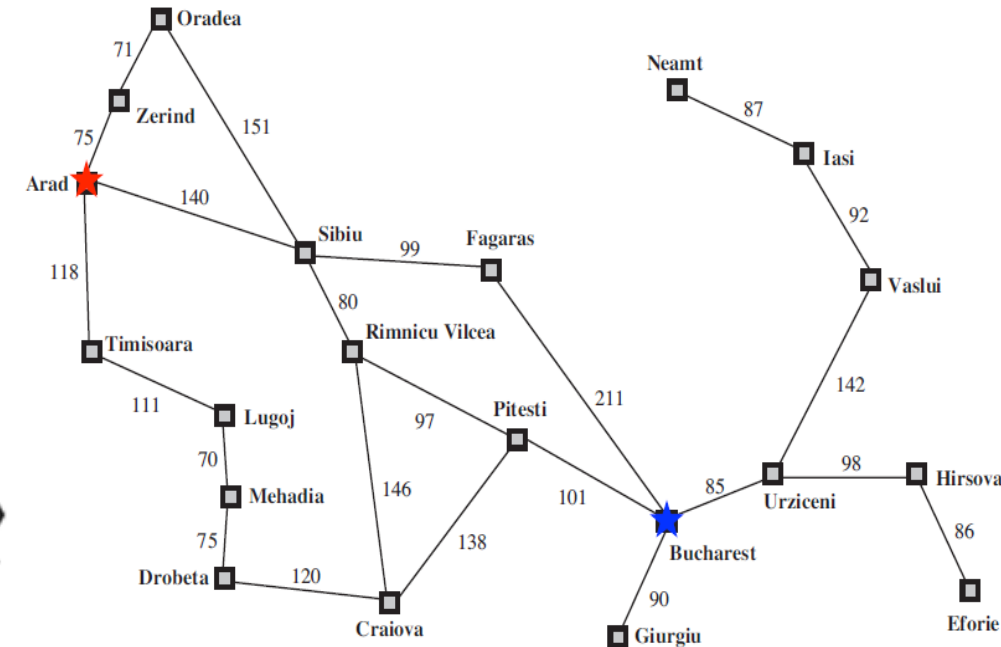 Oradea
71
Neamt
Zerind
87
75
151
Iasi
Arad
140
92
Sibiu
Fagaras
99
118
Vaslui
80
Rimnicu Vilcea
Timisoara
142
111
211
Lugoj
97
Pitesti
70
98
Hirsova
146
85
Mehadia
101
Urziceni
86
75
138
Bucharest
Drobeta
120
90
Craiova
Giurgiu
Eforie